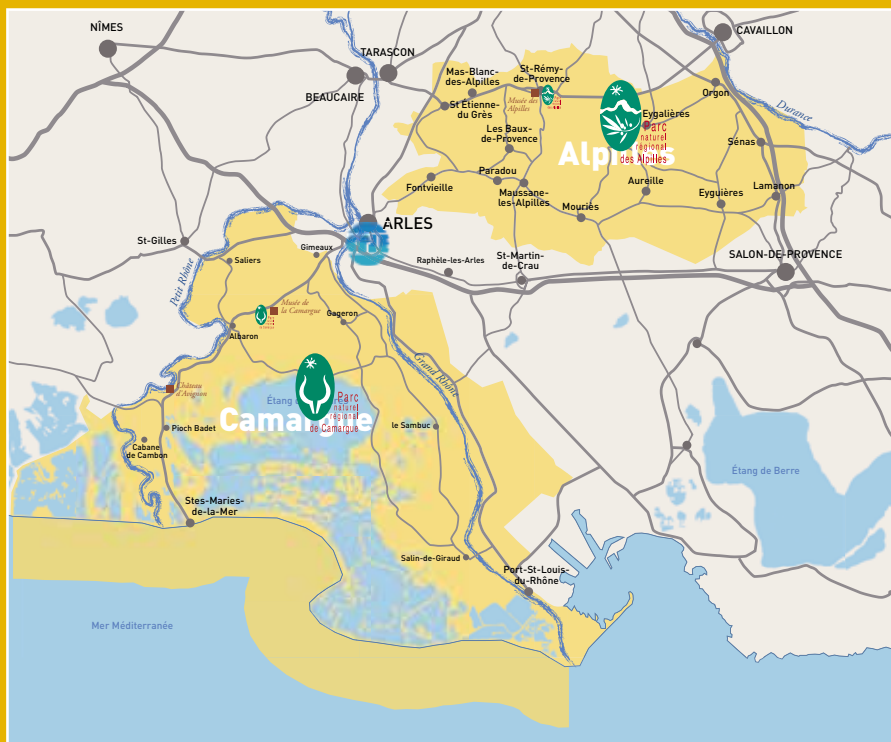 NÎMES
CAVAILLON
TARASCON
BEAUCAIRE
Mas-Blanc-
des-Alpilles
St-Rémy-
de-Provence
Musée des
Alpilles
St Étienne-
du Grès
Orgon
Durance
Eygalières
Parc
naturel
régional
des Alpilles
Alpilles
Les Baux-
de-Provence
Sénas
Fontvieille
Paradou
Maussane-
les-Alpilles
Mouriès
Aureille
Eyguières
Lamanon
ARLES
St-Gilles
Saliers
Gimeaux
Petit Rhône
Raphèle-les-Arles
St-Martin-
de-Crau
SALON-DE-PROVENCE
Musée de
la Camargue
Albaron
Gageron
Grand Rhône
Château
d'Avignon
Étang
Parc
naturel
régional
de Camargue
Camargue
Pioch Badet
Cabane
de Cambon
le Sambuc
Étang de Berre
Stes-Maries-
de-la-Mer
Salin-de-Giraud
Port-St-Louis-
du-Rhône
Mer Méditerranée